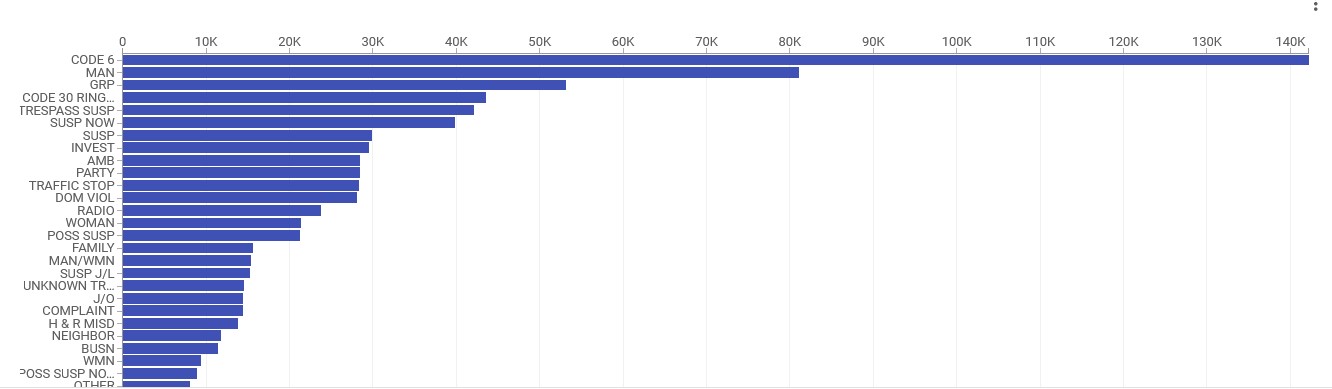 0 10K 20K 30K 40K 50K 60K 70K 80K 90K 100K 110K 120K 130K 140K
CODE 6
MAN
GRP
CODE 30 RING…
TRESPASS SUSP
SUSP NOW
SUSP
INVEST
AMB
PARTY
TRAFFIC STOP
DOM VIOL
RADIO
WOMAN
POSS SUSP
FAMILY
MAN/WMN
SUSP J/L
UNKNOWN TR…
J/O
COMPLAINT
H & R MISD
NEIGHBOR
BUSN
WMN
POSS SUSP NO…
OTHER